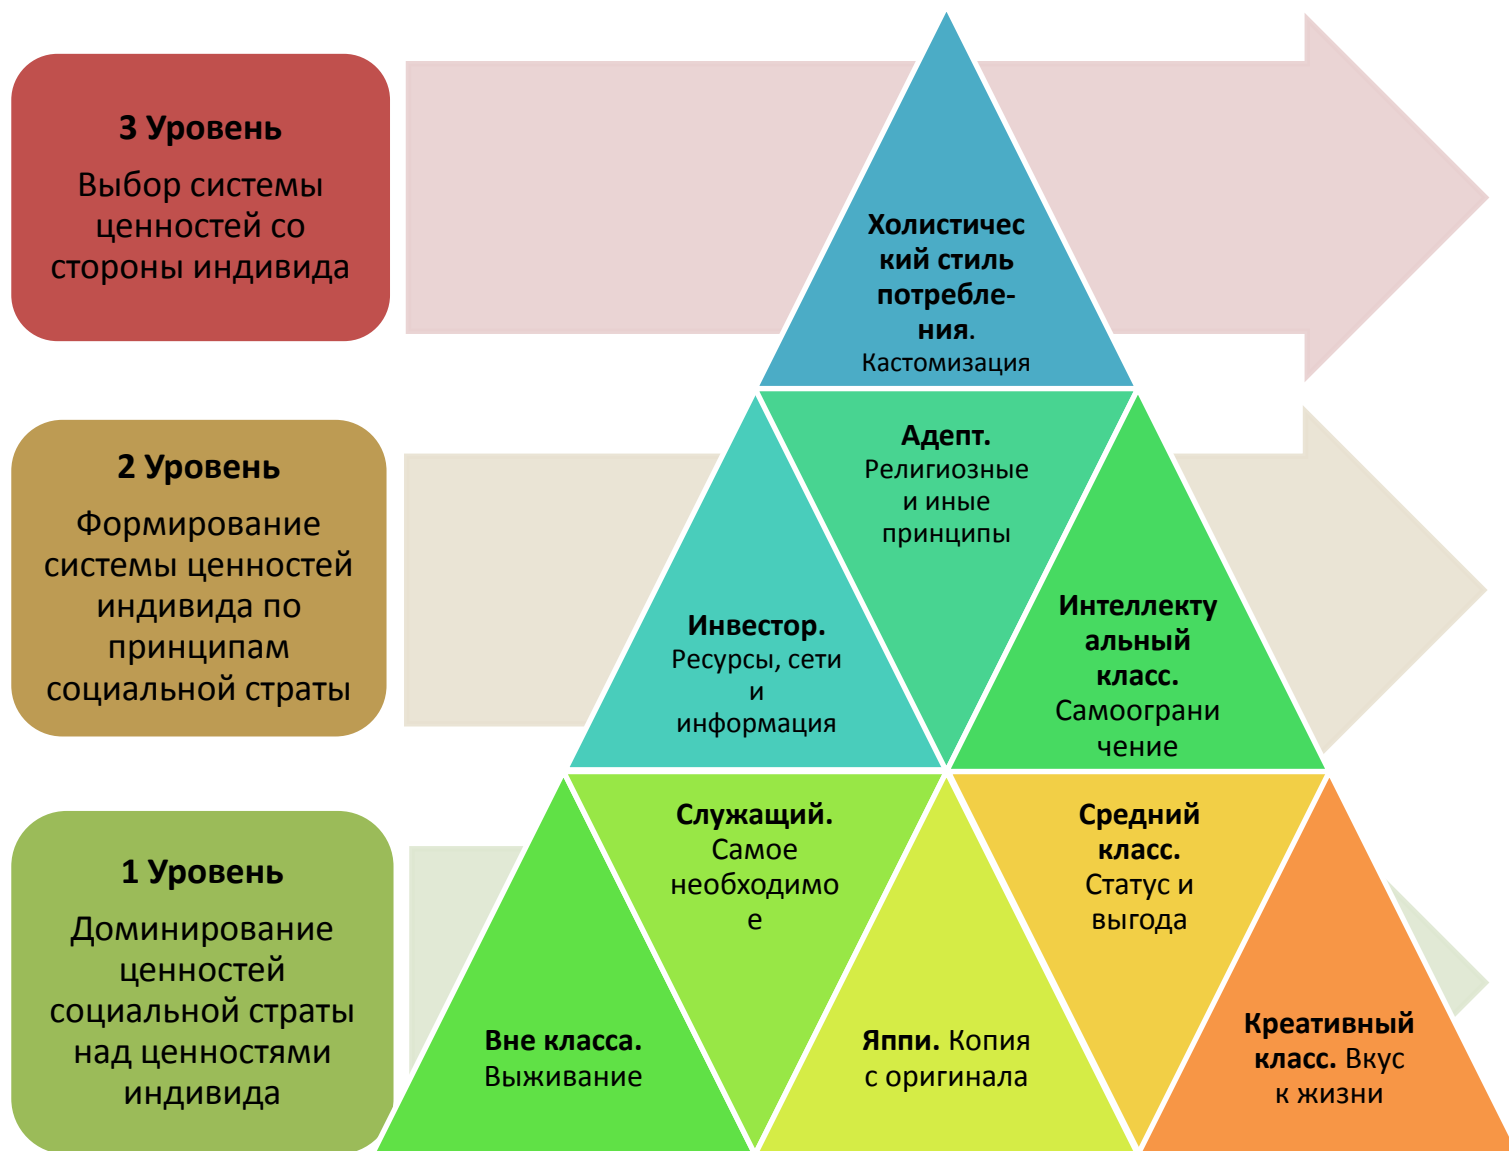 3 Уровень
Выбор системы
ценностей со
стороны индивида
Холистичес
кий стиль
потребле-
ния.
Кастомизация
2 Уровень
Формирование
системы ценностей
индивида по
принципам
социальной страты
Адепт.
Религиозные
и иные
принципы
Инвестор.
Ресурсы, сети
и
информация
Интеллекту
альный
класс.
Самоограни
чение
1 Уровень
Доминирование
ценностей
социальной страты
над ценностями
индивида
Вне класса.
Выживание
Служащий.
Самое
необходимо
е
Яппи. Копия
с оригинала
Средний
класс.
Статус и
выгода
Креативный
класс. Вкус
к жизни